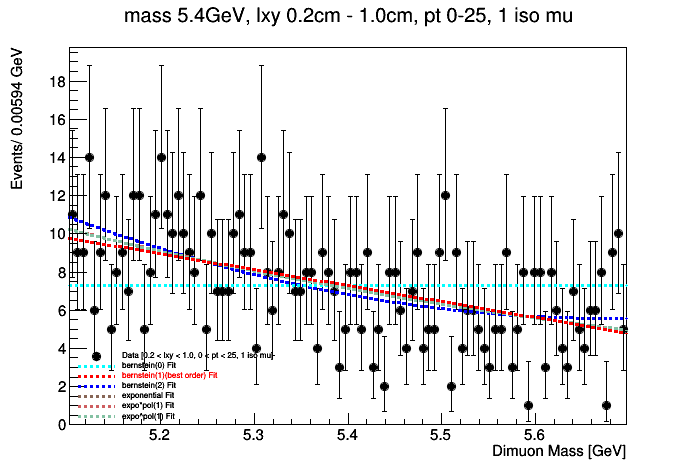 mass 5.4GeV, lxy 0.2cm - 1.0cm, pt 0-25, 1 iso mu
Events/ 0.00594 GeV
18
16
14
12
10
8
6
4
2
0
Data [0.2 < lxy < 1.0, 0 < pt < 25, 1 iso mu]
bernstein(0) Fit
bernstein(1)(best order) Fit
bernstein(2) Fit
exponential Fit
expo*pol(1) Fit
expo^pol(1) Fit
5.2 5.3 5.4 5.5 5.6
Dimuon Mass [GeV]